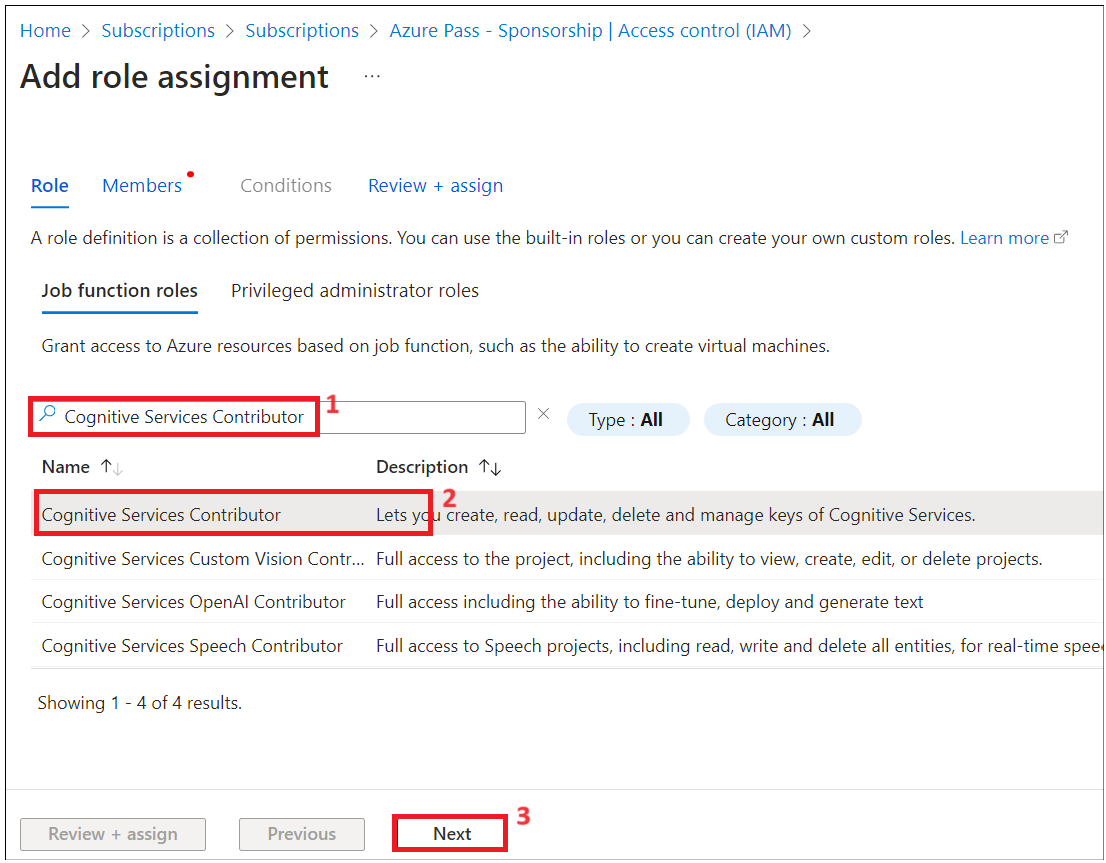 Home > Subscriptions > Subscriptions > Azure Pass - Sponsorship | Access control (IAM) >
Add role assignment ...
Role Members Conditions Review + assign
A role definition is a collection of permissions. You can use the built-in roles or you can create your own custom roles. Learn more
Job function roles Privileged administrator roles
Grant access to Azure resources based on job function, such as the ability to create virtual machines.
Cognitive Services Contributor 1 × Type : All Category : All
Name ↑↓ Description ↑↓
Cognitive Services Contributor 2 Lets you create, read, update, delete and manage keys of Cognitive Services.
Cognitive Services Custom Vision Contr... Full access to the project, including the ability to view, create, edit, or delete projects.
Cognitive Services OpenAI Contributor Full access including the ability to fine-tune, deploy and generate text
Cognitive Services Speech Contributor Full access to Speech projects, including read, write and delete all entities, for real-time spee
Showing 1 - 4 of 4 results.
Review + assign Previous Next 3